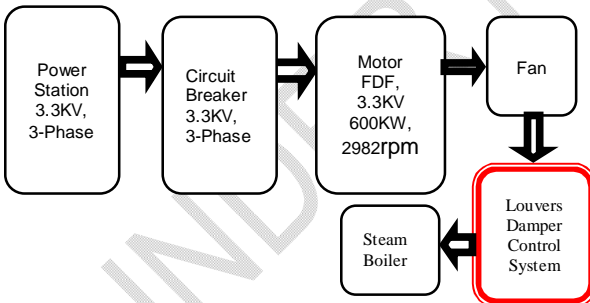 Power
Station
3.3KV,
3-Phase
Circuit
Breaker
3.3KV,
3-Phase
Motor
FDF,
3.3KV
600KW,
2982rpm
Fan
Louvers
Damper
Control
System
Steam
Boiler